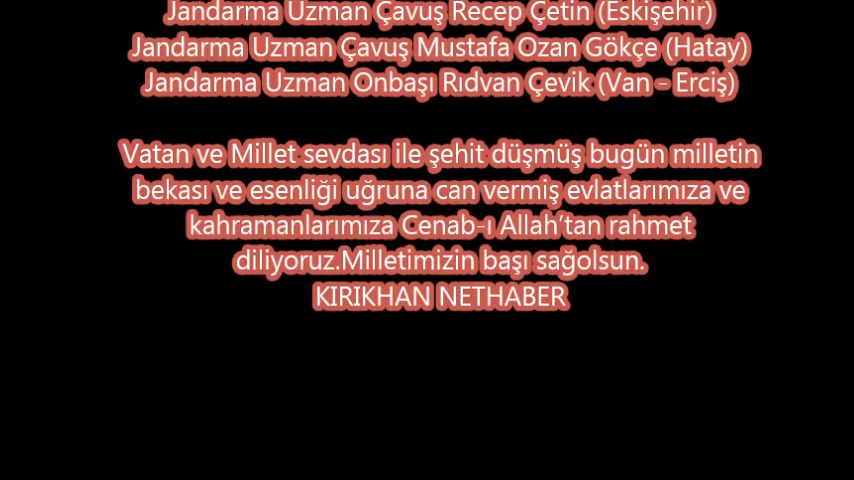 Jandarma Uzman Çavuş Recep Çetin (Eskişehir)
Jandarma Uzman Çavuş Mustafa Ozan Gökçe (Hatay)
Jandarma Uzman Onbaşı Rıdvan Çevik (Van - Erciş)
Vatan ve Millet sevdası ile şehit düşmüş bugün milletin
bekası ve esenliği uğruna can vermiş evlatlarımıza ve
kahramanlarımıza Cenab-ı Allah’tan rahmet
diliyoruz.Milletimizin başı sağolsun.
KIRIKHAN NETHABER